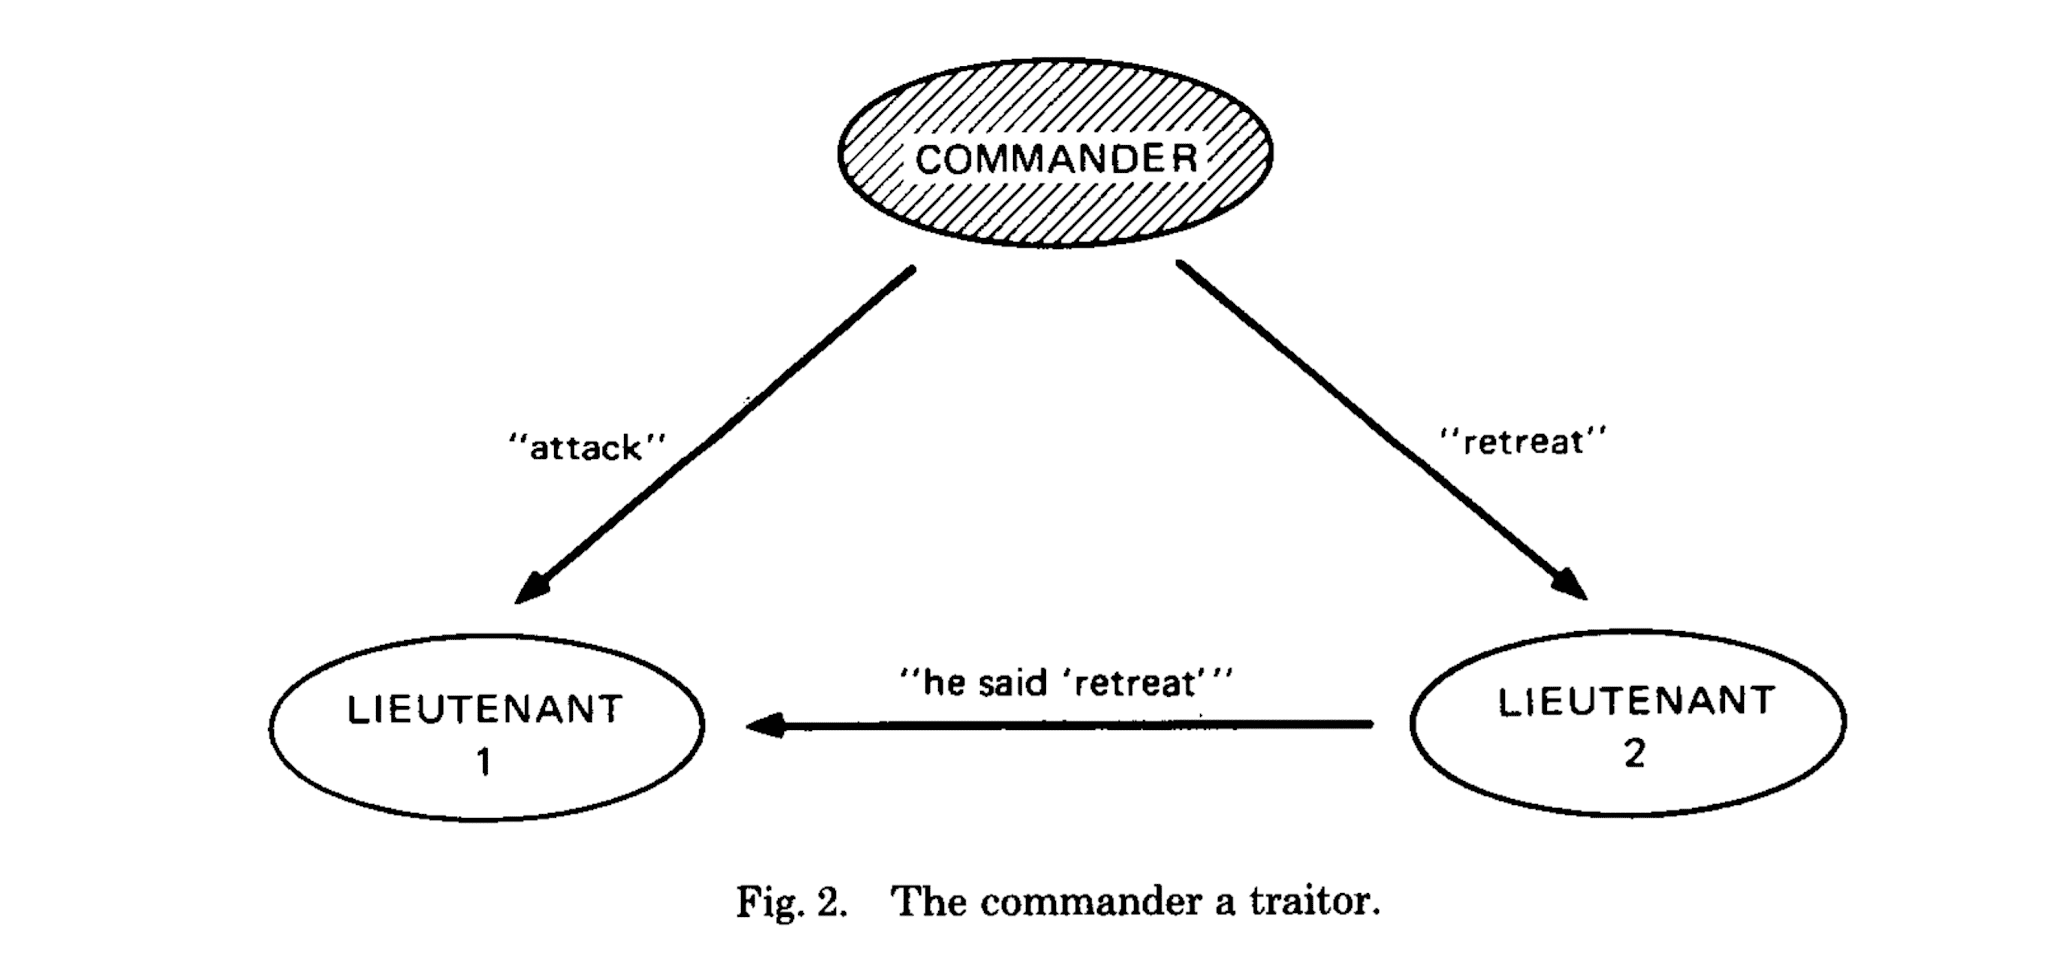 COMMANDER
"attack"
"retreat"
"he said 'retreat'"
LIEUTENANT
1
LIEUTENANT
2
Fig. 2. The commander a traitor.